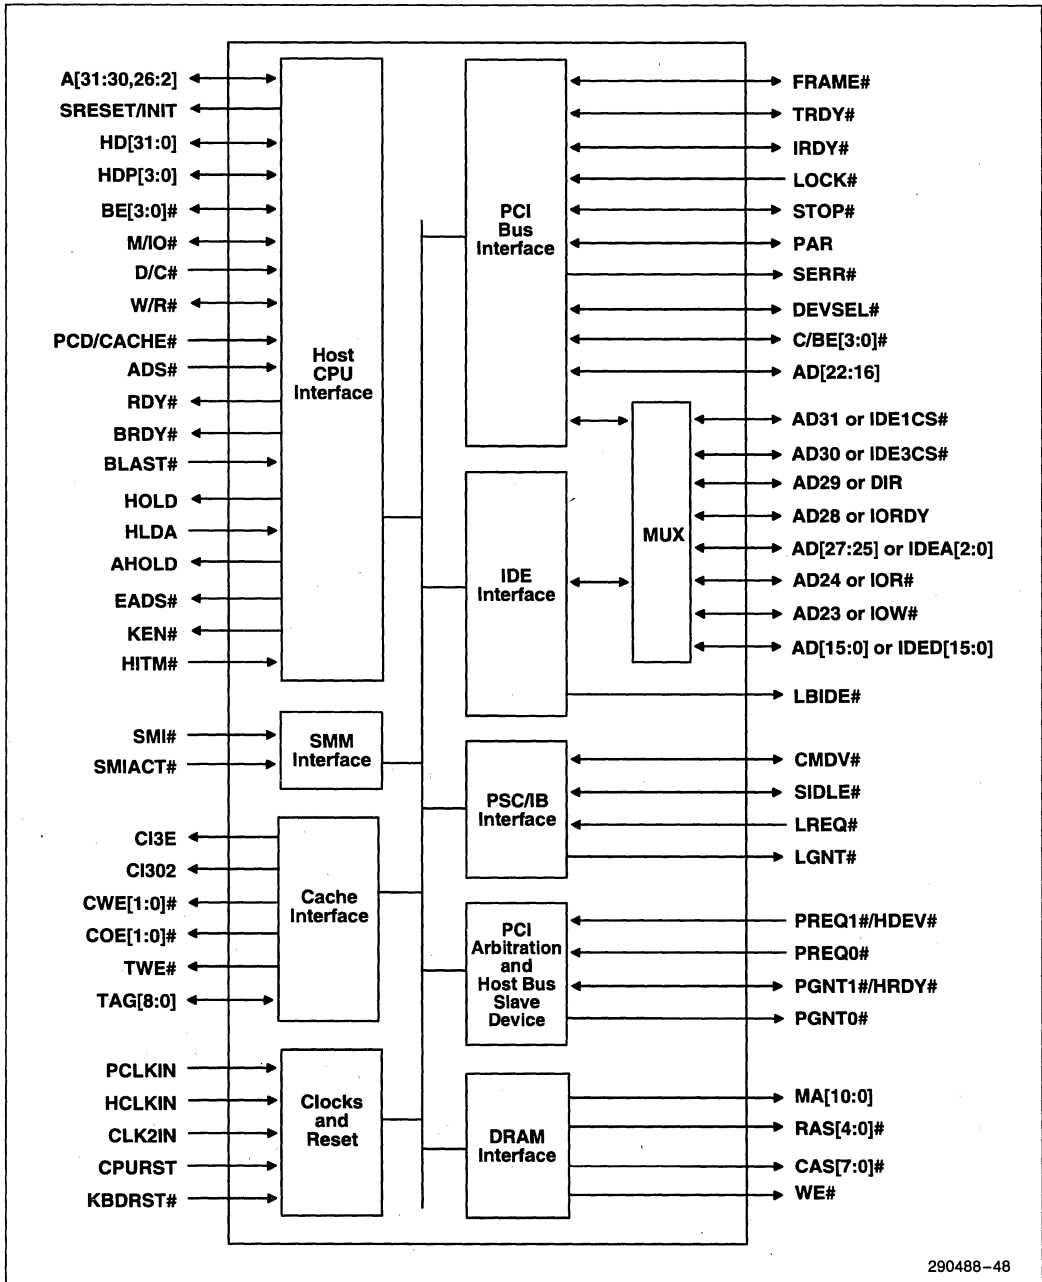 A[31:30,26:2]
SRESET/INIT
HD[31:0]
HDP[3:0]
BE[3:0]#
M/IO#
D/C#
W/R#
PCD/CACHE#
ADS#
RDY#
BRDY#
BLAST#
HOLD
HLDA
AHOLD
EADS#
KEN#
HITM#
SMI#
SMIACT#
CI3E
CI302
CWE[1:0]#
COE[1:0]#
TWE#
TAG[8:0]
PCLKIN
HCLKIN
CLK2IN
CPURST
KBDRST#
Host
CPU
Interface
SMM
Interface
Cache
Interface
Clocks
and
Reset
PCI
Bus
Interface
IDE
Interface
PSC/IB
Interface
PCI
Arbitration
and
Host Bus
Slave
Device
DRAM
Interface
MUX
FRAME#
TRDY#
IRDY#
LOCK#
STOP#
PAR
SERR#
DEVSEL#
C/BE[3:0]#
AD[22:16]
AD31 or IDE1CS#
AD30 or IDE3CS#
AD29 or DIR
AD28 or IORDY
AD[27:25] or IDEA[2:0]
AD24 or IOR#
AD23 or IOW#
AD[15:0] or IDED[15:0]
LBIDE#
CMDV#
SIDLE#
LREQ#
LGNT#
PREQ1#/HDEV#
PREQ0#
PGNT1#/HRDY#
PGNT0#
MA[10:0]
RAS[4:0]#
CAS[7:0]#
WE#
290488-48